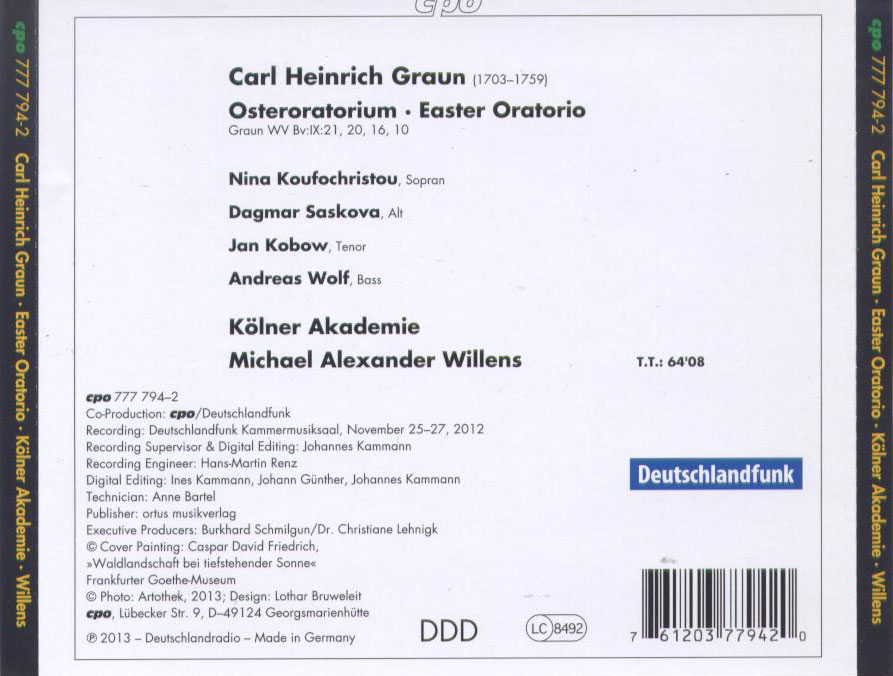 cpo
cpo 777 794-2 Carl Heinrich Graun · Easter Oratorio · Kölner Akademie · Willens
Carl Heinrich Graun (1703–1759)
Osteroratorium · Easter Oratorio
Graun WV Bv:IX:21, 20, 16, 10
Nina Koufochristou, Sopran
Dagmar Saskova, Alt
Jan Kobow, Tenor
Andreas Wolf, Bass
Kölner Akademie
Michael Alexander Willens
T.T.: 64'08
cpo 777 794–2
Co-Production: cpo/Deutschlandfunk
Recording: Deutschlandfunk Kammermusiksaal, November 25–27, 2012
Recording Supervisor & Digital Editing: Johannes Kammann
Recording Engineer: Hans-Martin Renz
Digital Editing: Ines Kammann, Johann Günther, Johannes Kammann
Technician: Anne Bartel
Publisher: ortus musikverlag
Executive Producers: Burkhard Schmilgun/Dr. Christiane Lehnigk
© Cover Painting: Caspar David Friedrich,
»Waldlandschaft bei tiefstehender Sonne«
Frankfurter Goethe-Museum
© Photo: Artothek, 2013; Design: Lothar Bruweleit
cpo, Lübecker Str. 9, D–49124 Georgsmarienhütte
℗ 2013 – Deutschlandradio – Made in Germany
DDD
LC 8492
Deutschlandfunk
7 61203 77942 0
cpo 777 794-2 Carl Heinrich Graun · Easter Oratorio · Kölner Akademie · Willens